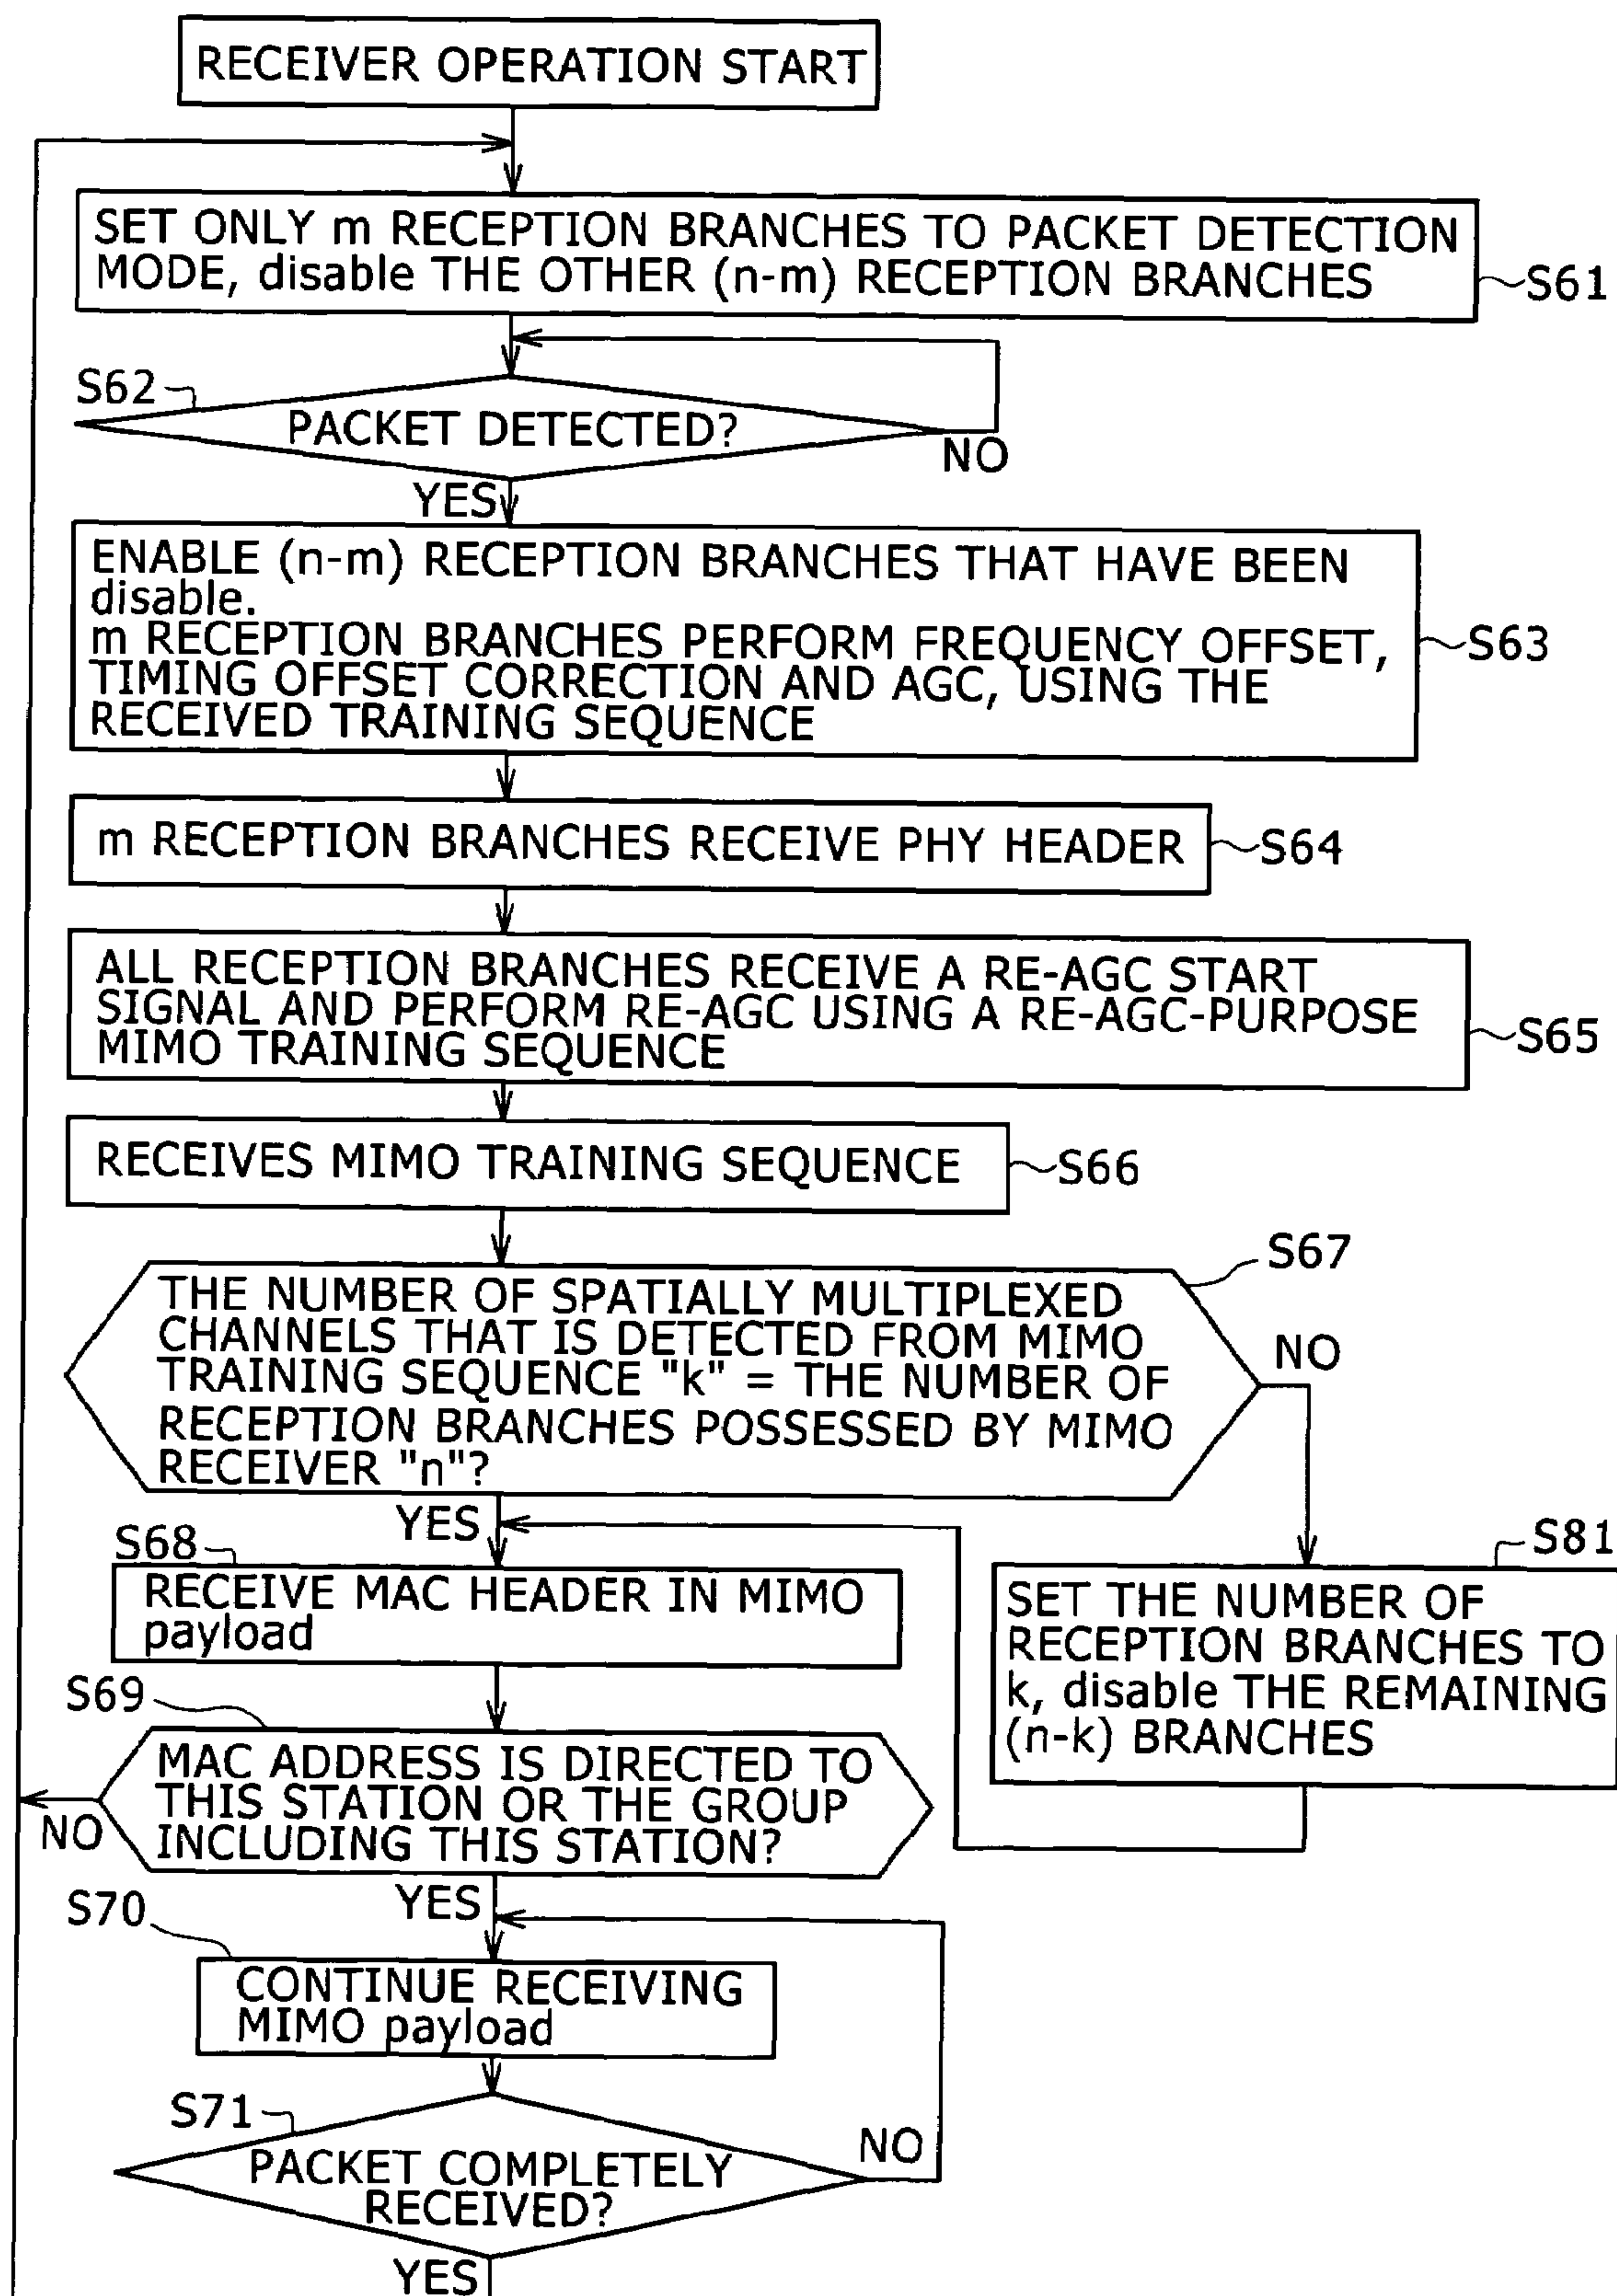 RECEIVER OPERATION START
SET ONLY m RECEPTION BRANCHES TO PACKET DETECTION
MODE, disable THE OTHER (n-m) RECEPTION BRANCHES
S61
S62
PACKET DETECTED?
NO
YES
ENABLE (n-m) RECEPTION BRANCHES THAT HAVE BEEN
disable.
m RECEPTION BRANCHES PERFORM FREQUENCY OFFSET,
TIMING OFFSET CORRECTION AND AGC, USING THE
RECEIVED TRAINING SEQUENCE
S63
m RECEPTION BRANCHES RECEIVE PHY HEADER
S64
ALL RECEPTION BRANCHES RECEIVE A RE-AGC START
SIGNAL AND PERFORM RE-AGC USING A RE-AGC-PURPOSE
MIMO TRAINING SEQUENCE
S65
RECEIVES MIMO TRAINING SEQUENCE
S66
S67
THE NUMBER OF SPATIALLY MULTIPLEXED
CHANNELS THAT IS DETECTED FROM MIMO
TRAINING SEQUENCE "k" = THE NUMBER OF
RECEPTION BRANCHES POSSESSED BY MIMO
RECEIVER "n"?
NO
YES
S68
RECEIVE MAC HEADER IN MIMO
payload
S81
SET THE NUMBER OF
RECEPTION BRANCHES TO
k, disable THE REMAINING
(n-k) BRANCHES
S69
MAC ADDRESS IS DIRECTED TO
THIS STATION OR THE GROUP
INCLUDING THIS STATION?
NO
YES
S70
CONTINUE RECEIVING
MIMO payload
S71
PACKET COMPLETELY
RECEIVED?
NO
YES